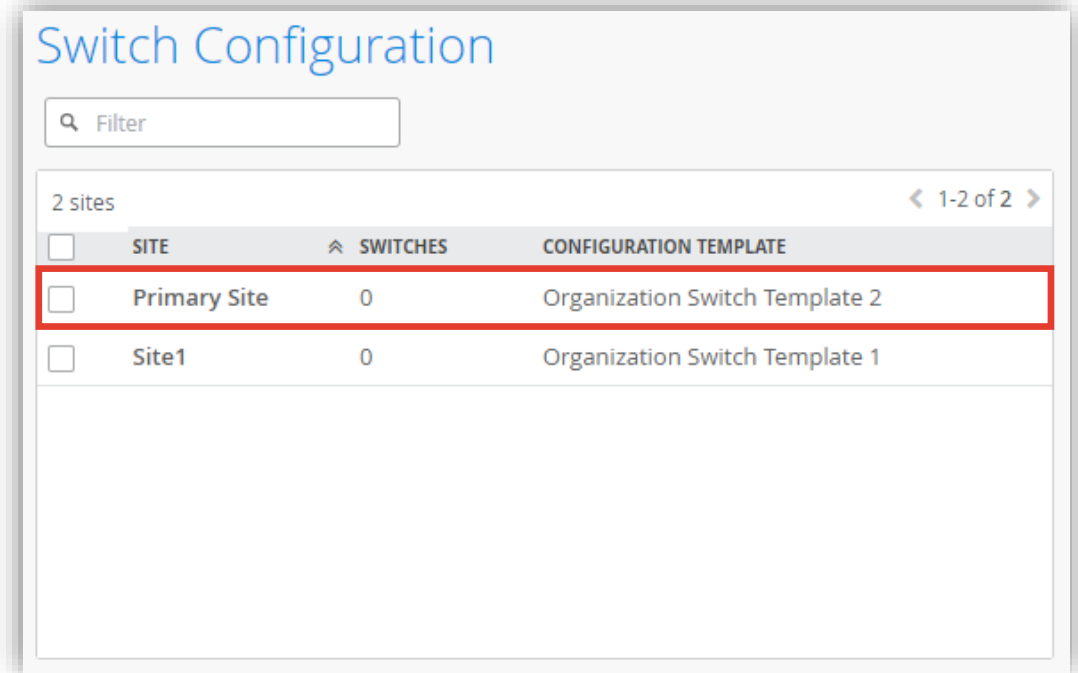 Switch Configuration
Filter
2 sites 1-2 of 2
SITE SWITCHES CONFIGURATION TEMPLATE
Primary Site 0 Organization Switch Template 2
Site1 0 Organization Switch Template 1